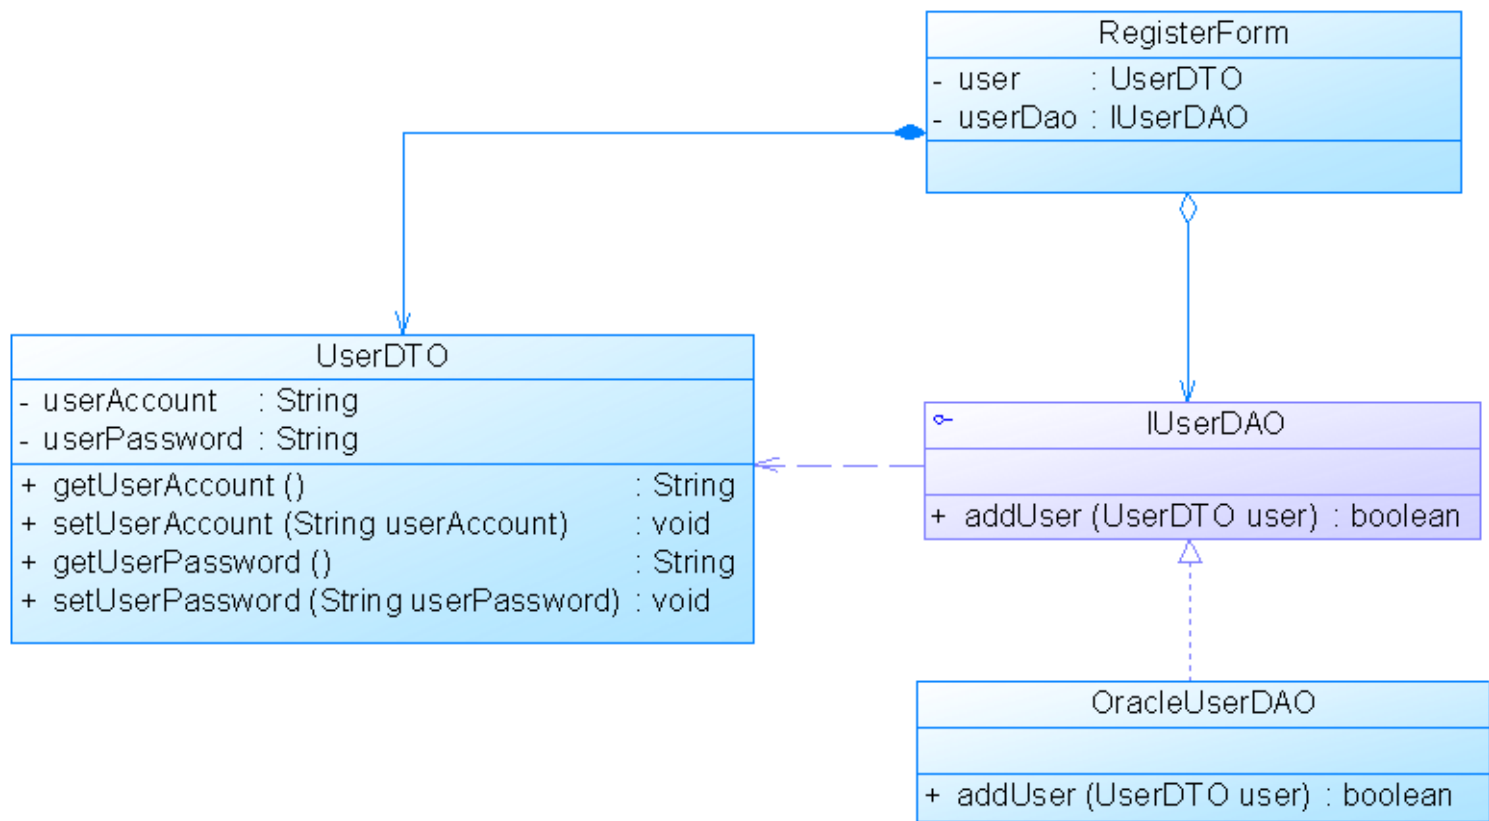 RegisterForm
- user : UserDTO
- userDao : IUserDAO
UserDTO
- userAccount : String
- userPassword : String
+ getUserAccount () : String
+ setUserAccount (String userAccount) : void
+ getUserPassword () : String
+ setUserPassword (String userPassword) : void
IUserDAO
+ addUser (UserDTO user) : boolean
OracleUserDAO
+ addUser (UserDTO user) : boolean